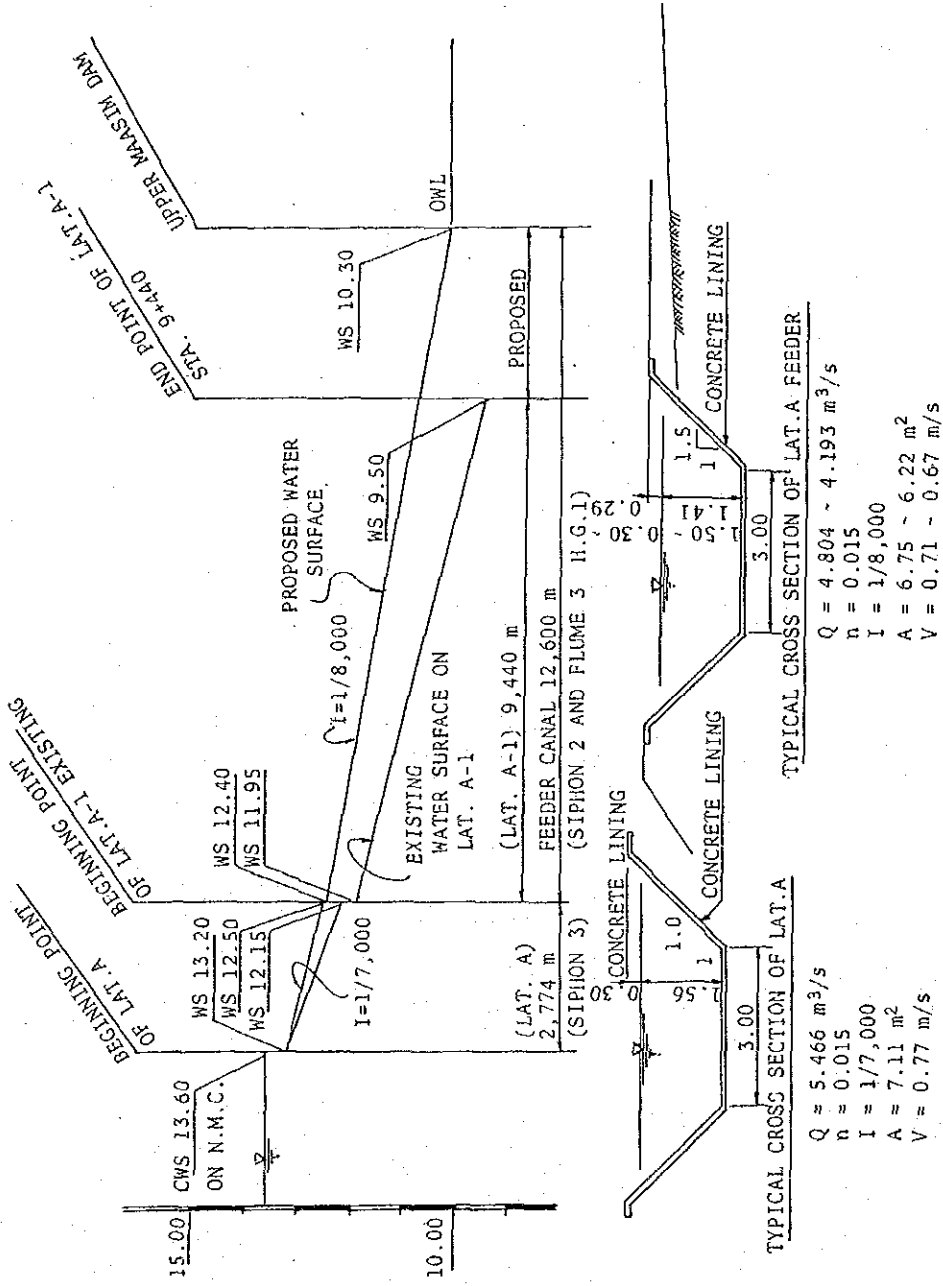 BEGINNING POINT
OF LAT.A
BEGINNING POINT
OF LAT.A-1 EXISTING
END POINT OF LAT.A-1
STA. 9+440
UPPER MAASIM DAM
15.00
10.00
CWS 13.60
ON N.M.C.
WS 13.20
WS 12.50
WS 12.15
WS 12.40
WS 11.95
I=1/7,000
I=1/8,000
PROPOSED WATER
SURFACE
EXISTING
WATER SURFACE ON
LAT. A-1
WS 9.50
WS 10.30
OWL
PROPOSED
(LAT. A)
2,774 m
(SIPHON 3)
(LAT. A-1) 9,440 m
FEEDER CANAL 12,600 m
(SIPHON 2 AND FLUME 3 H.G.1)
CONCRETE LINING
0.30
1.56
1.0
1
3.00
CONCRETE LINING
TYPICAL CROSS SECTION OF LAT.A
Q = 5.466 m³/s
n = 0.015
I = 1/7,000
A = 7.11 m²
V = 0.77 m/s
0.30 ~
0.29
1.50 ~
1.41
1.5
1
3.00
CONCRETE LINING
TYPICAL CROSS SECTION OF LAT.A FEEDER
Q = 4.804 ~ 4.193 m³/s
n = 0.015
I = 1/8,000
A = 6.75 ~ 6.22 m²
V = 0.71 ~ 0.67 m/s